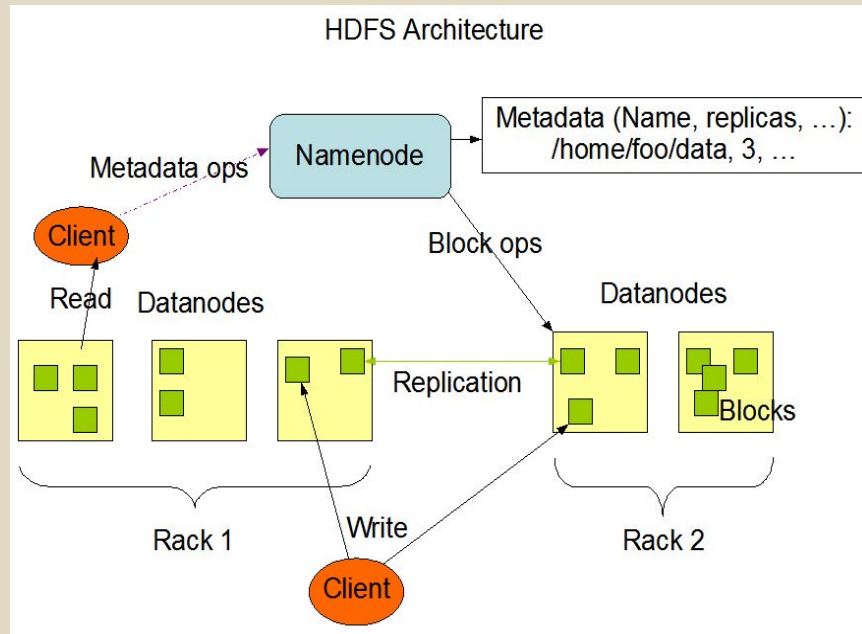 HDFS Architecture
Metadata (Name, replicas, …):
/home/foo/data, 3, …
Namenode
Metadata ops
Client
Block ops
Read
Datanodes
Datanodes
Replication
Blocks
Rack 1
Write
Rack 2
Client